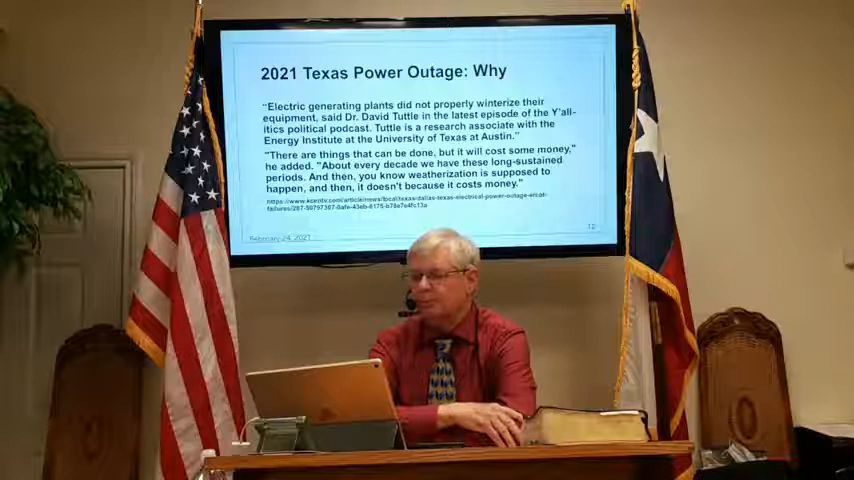 2021 Texas Power Outage: Why
"Electric generating plants did not properly winterize their
equipment, said Dr. David Tuttle in the latest episode of the Y'all-
itics political podcast. Tuttle is a research associate with the
Energy Institute at the University of Texas at Austin."
"There are things that can be done, but it will cost some money,"
he added. "About every decade we have these long-sustained
periods. And then, you know weatherization is supposed to
happen, and then, it doesn't because it costs money."
February 24, 2021
12